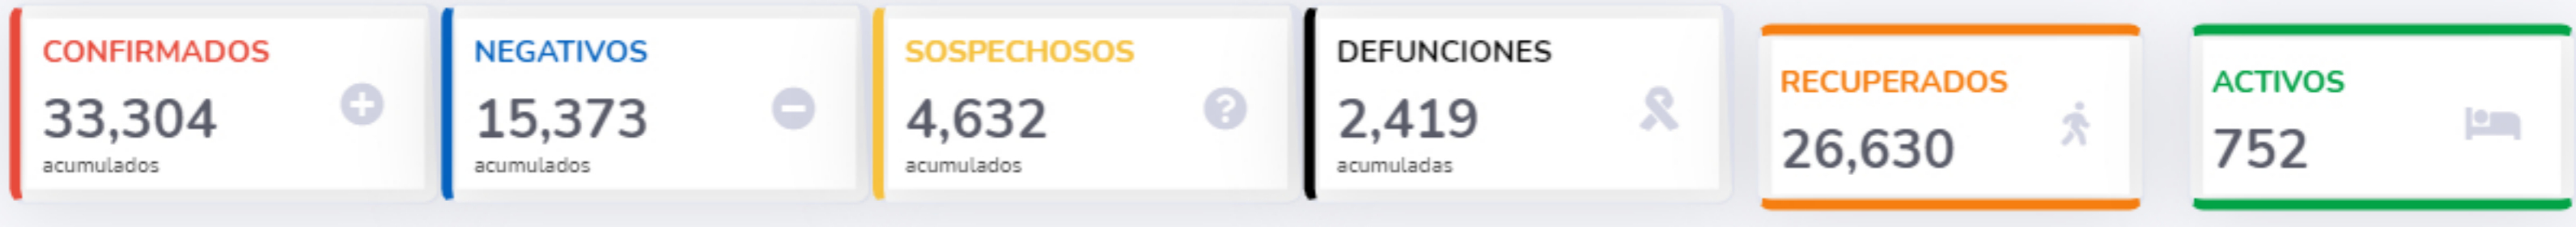 CONFIRMADOS
33,304
acumulados
NEGATIVOS
15,373
acumulados
SOSPECHOSOS
4,632
acumulados
DEFUNCIONES
2,419
acumuladas
RECUPERADOS
26,630
ACTIVOS
752